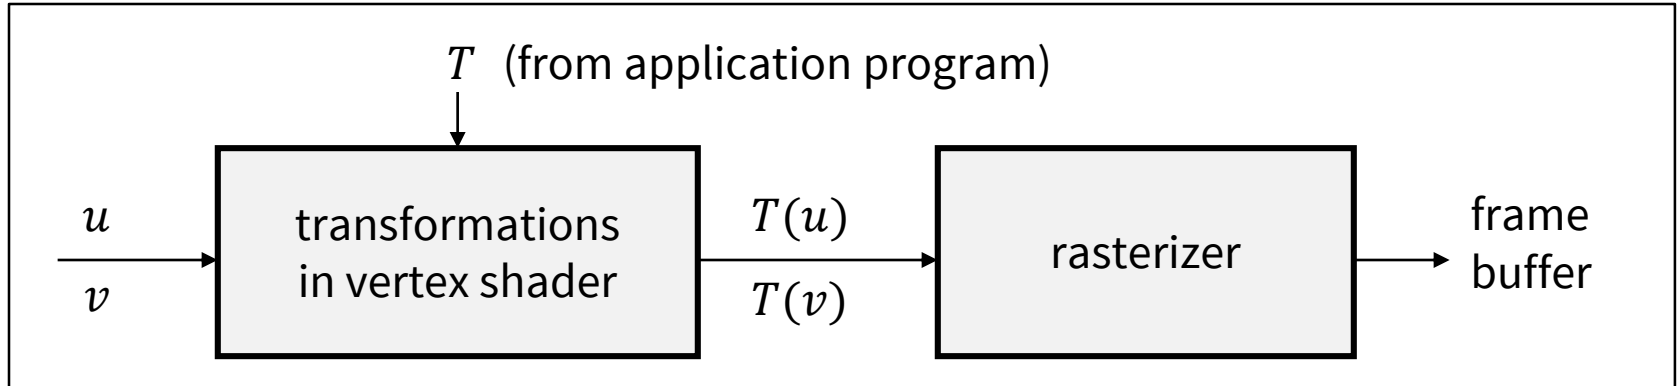 T (from application program)
u
v
transformations
in vertex shader
T(u)
T(v)
rasterizer
frame
buffer